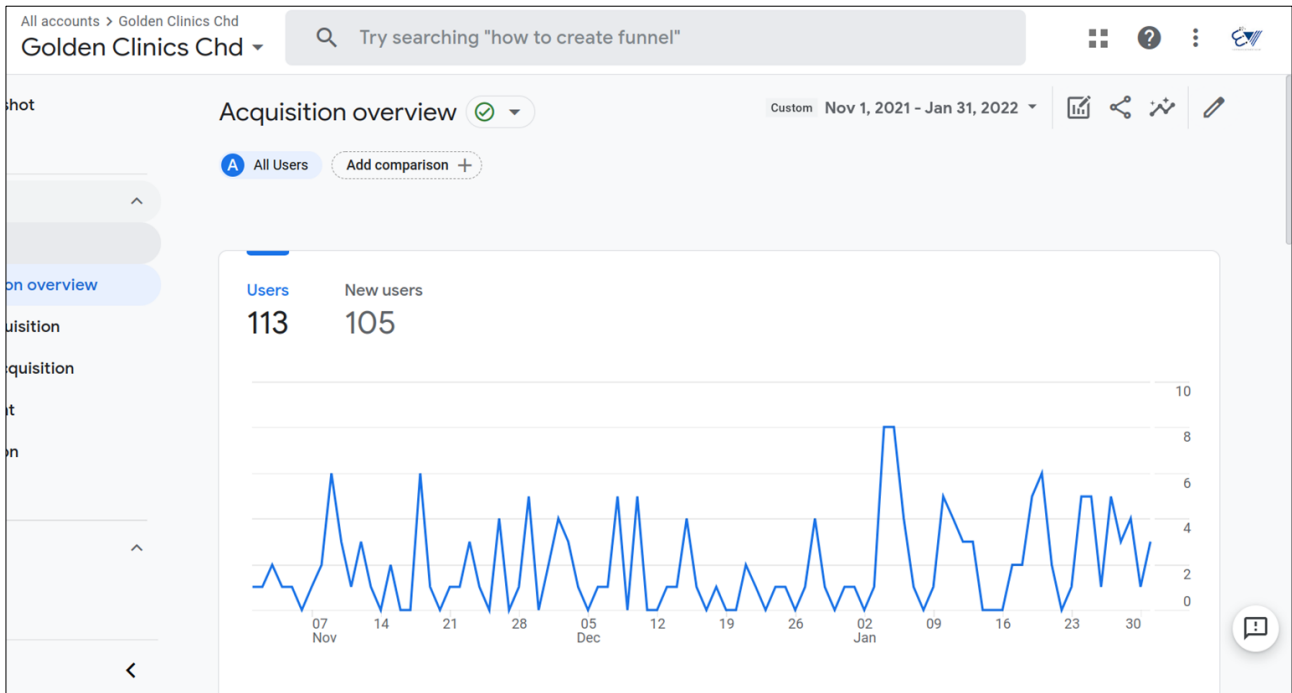 All accounts > Golden Clinics Chd
Golden Clinics Chd
Try searching "how to create funnel"
shot
Acquisition overview
Custom Nov 1, 2021 - Jan 31, 2022
A All Users
Add comparison +
on overview
uisition
quisition
nt
on
Users
New users
113
105
10
8
6
4
2
0
07 14 21 28 05 12 19 26 02 09 16 23 30
Nov Dec Jan